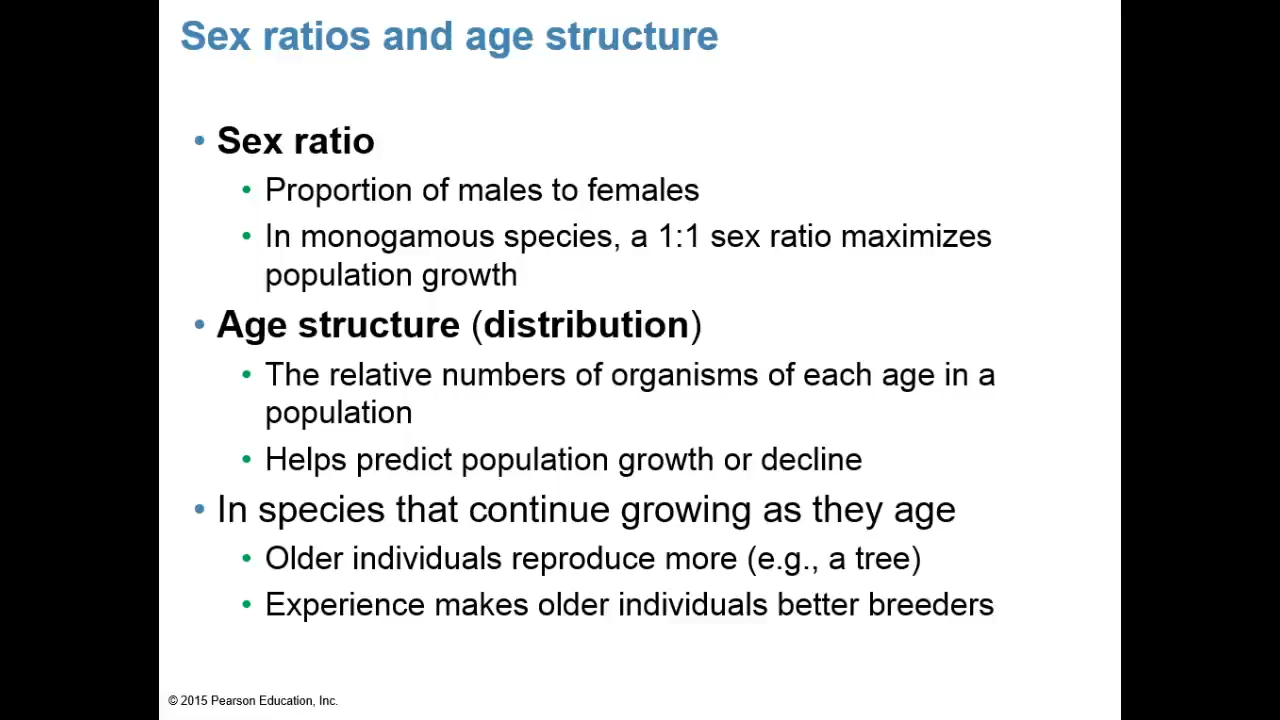 Sex ratios and age structure
• Sex ratio
• Proportion of males to females
• In monogamous species, a 1:1 sex ratio maximizes
population growth
• Age structure (distribution)
• The relative numbers of organisms of each age in a
population
• Helps predict population growth or decline
• In species that continue growing as they age
• Older individuals reproduce more (e.g., a tree)
• Experience makes older individuals better breeders
© 2015 Pearson Education, Inc.